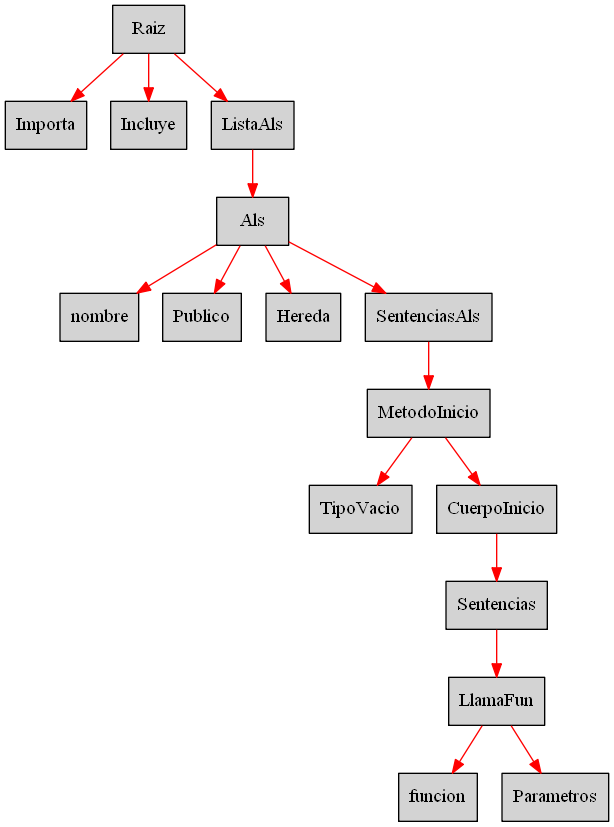 Raiz
Importa
Incluye
ListaAls
Als
nombre
Publico
Hereda
SentenciasAls
MetodoInicio
TipoVacio
CuerpoInicio
Sentencias
LlamaFun
funcion
Parametros